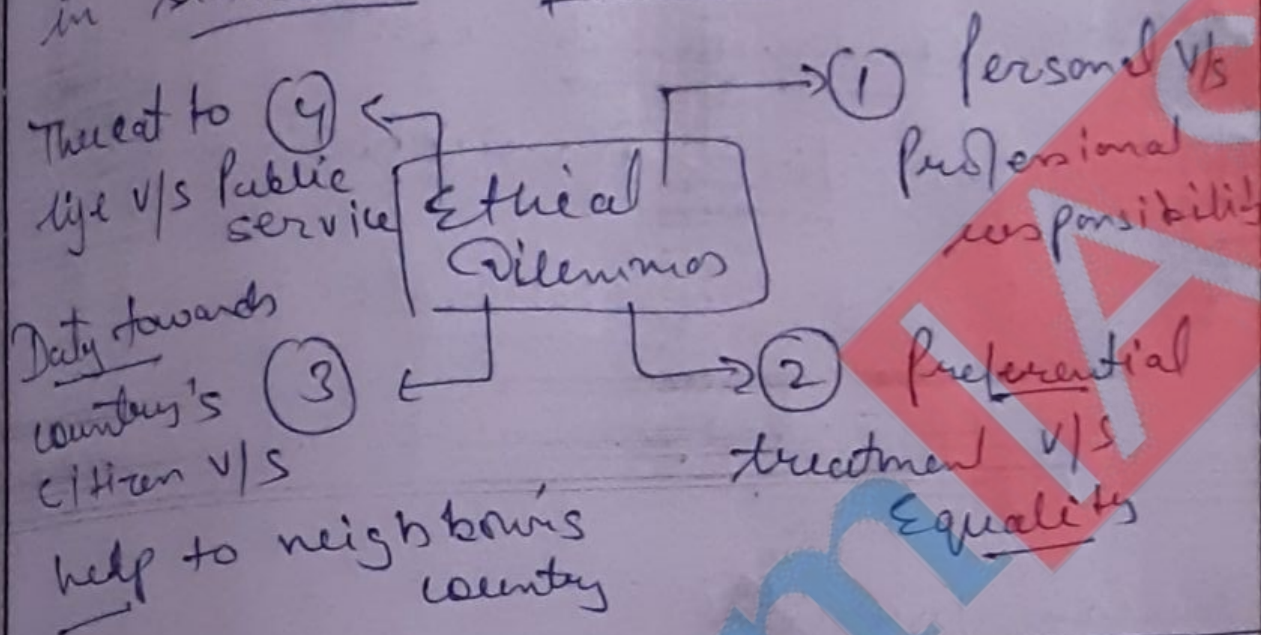 in
Ethical
Dilemmas
① Personal v/s
Professional
responsibility
② Preferential
treatment v/s
Equality
Duty towards
country's ③
citizen v/s
help to neighbour's
country
Threat to ④
life v/s Public
service